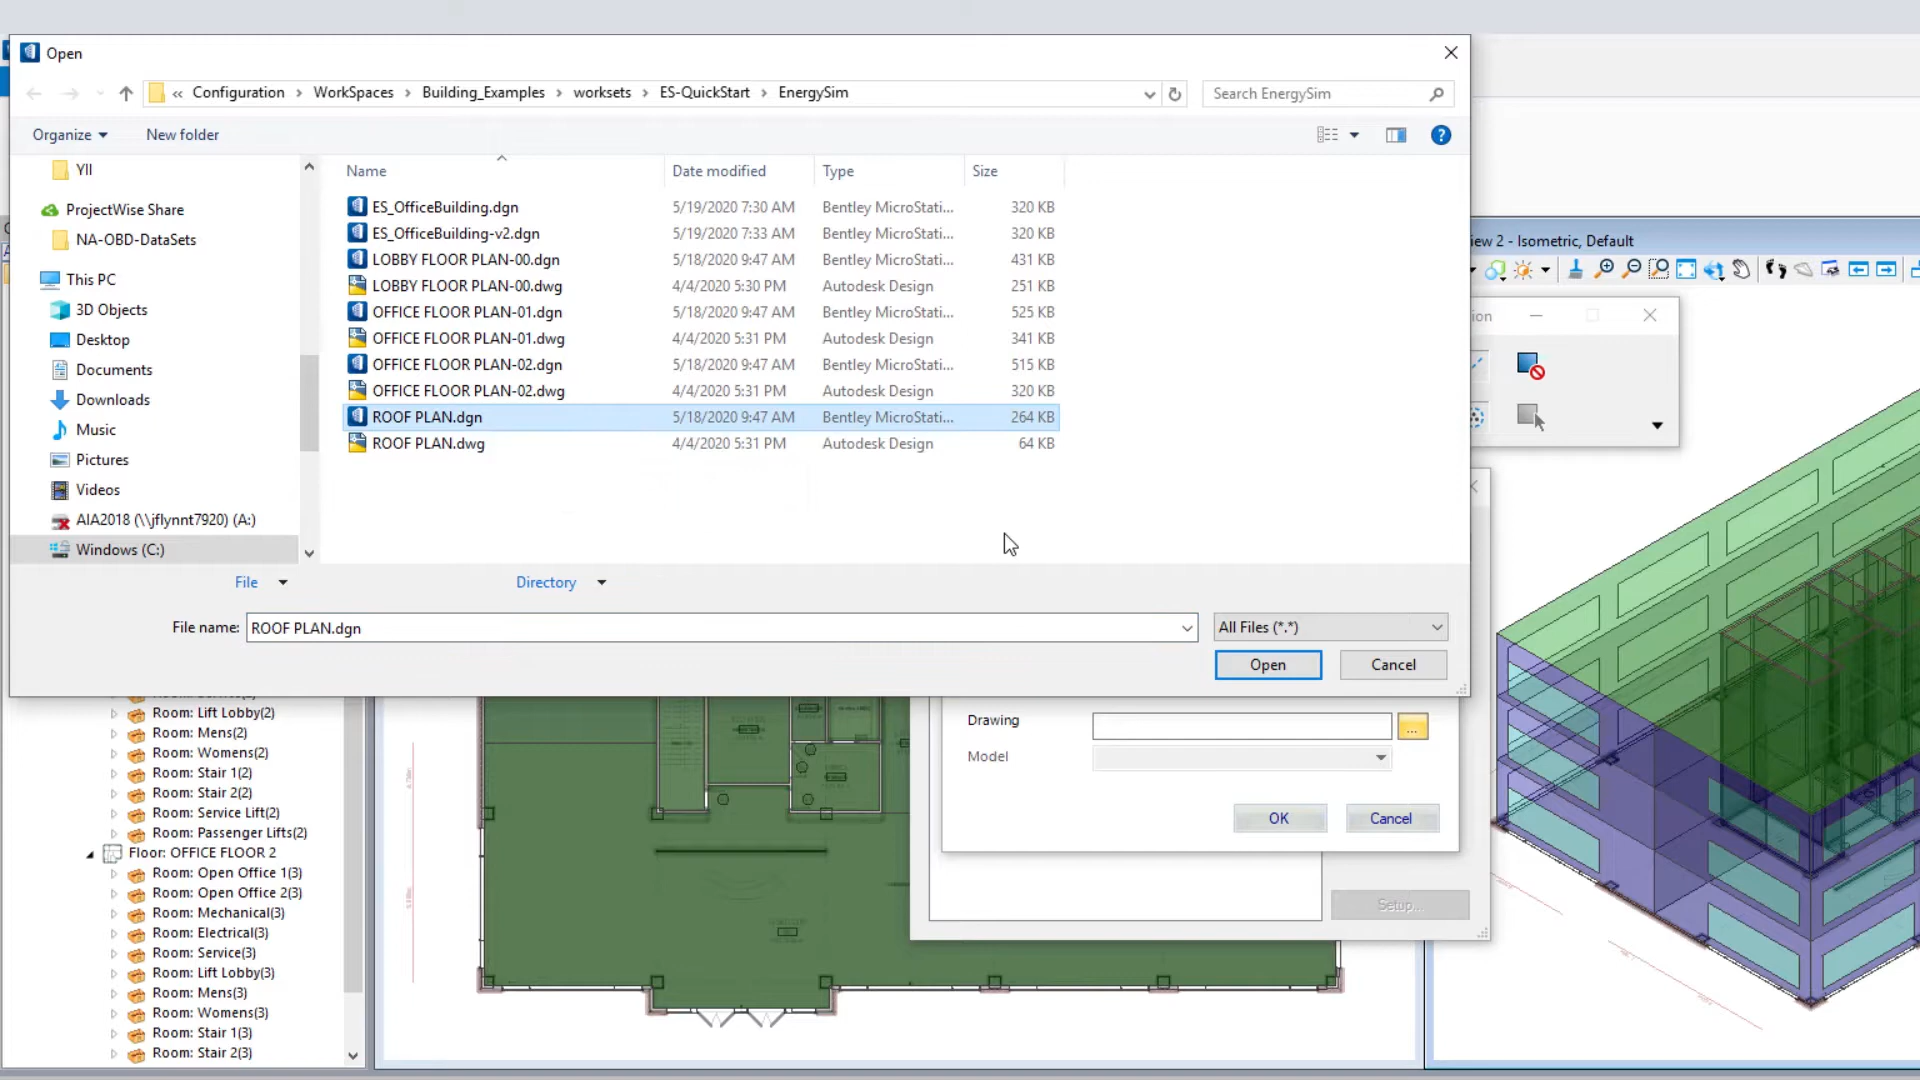 Open
« Configuration › WorkSpaces › Building_Examples › worksets › ES-QuickStart › EnergySim
Search EnergySim
Organize
New folder
Name
Date modified
Type
Size
YII
ProjectWise Share
NA-OBD-DataSets
This PC
3D Objects
Desktop
Documents
Downloads
Music
Pictures
Videos
AIA2018 (\\jflynnt7920) (A:)
Windows (C:)
ES_OfficeBuilding.dgn 5/19/2020 7:30 AM Bentley MicroStati... 320 KB
ES_OfficeBuilding-v2.dgn 5/19/2020 7:33 AM Bentley MicroStati... 320 KB
LOBBY FLOOR PLAN-00.dgn 5/18/2020 9:47 AM Bentley MicroStati... 431 KB
LOBBY FLOOR PLAN-00.dwg 4/4/2020 5:30 PM Autodesk Design 251 KB
OFFICE FLOOR PLAN-01.dgn 5/18/2020 9:47 AM Bentley MicroStati... 525 KB
OFFICE FLOOR PLAN-01.dwg 4/4/2020 5:31 PM Autodesk Design 341 KB
OFFICE FLOOR PLAN-02.dgn 5/18/2020 9:47 AM Bentley MicroStati... 515 KB
OFFICE FLOOR PLAN-02.dwg 4/4/2020 5:31 PM Autodesk Design 320 KB
ROOF PLAN.dgn 5/18/2020 9:47 AM Bentley MicroStati... 264 KB
ROOF PLAN.dwg 4/4/2020 5:31 PM Autodesk Design 64 KB
File
Directory
File name: ROOF PLAN.dgn
All Files (*.*)
Open
Cancel
iew 2 - Isometric, Default
ion
Room: Lift Lobby(2)
Room: Mens(2)
Room: Womens(2)
Room: Stair 1(2)
Room: Stair 2(2)
Room: Service Lift(2)
Room: Passenger Lifts(2)
Floor: OFFICE FLOOR 2
Room: Open Office 1(3)
Room: Open Office 2(3)
Room: Mechanical(3)
Room: Electrical(3)
Room: Service(3)
Room: Lift Lobby(3)
Room: Mens(3)
Room: Womens(3)
Room: Stair 1(3)
Room: Stair 2(3)
Drawing
...
Model
OK
Cancel
Setup...